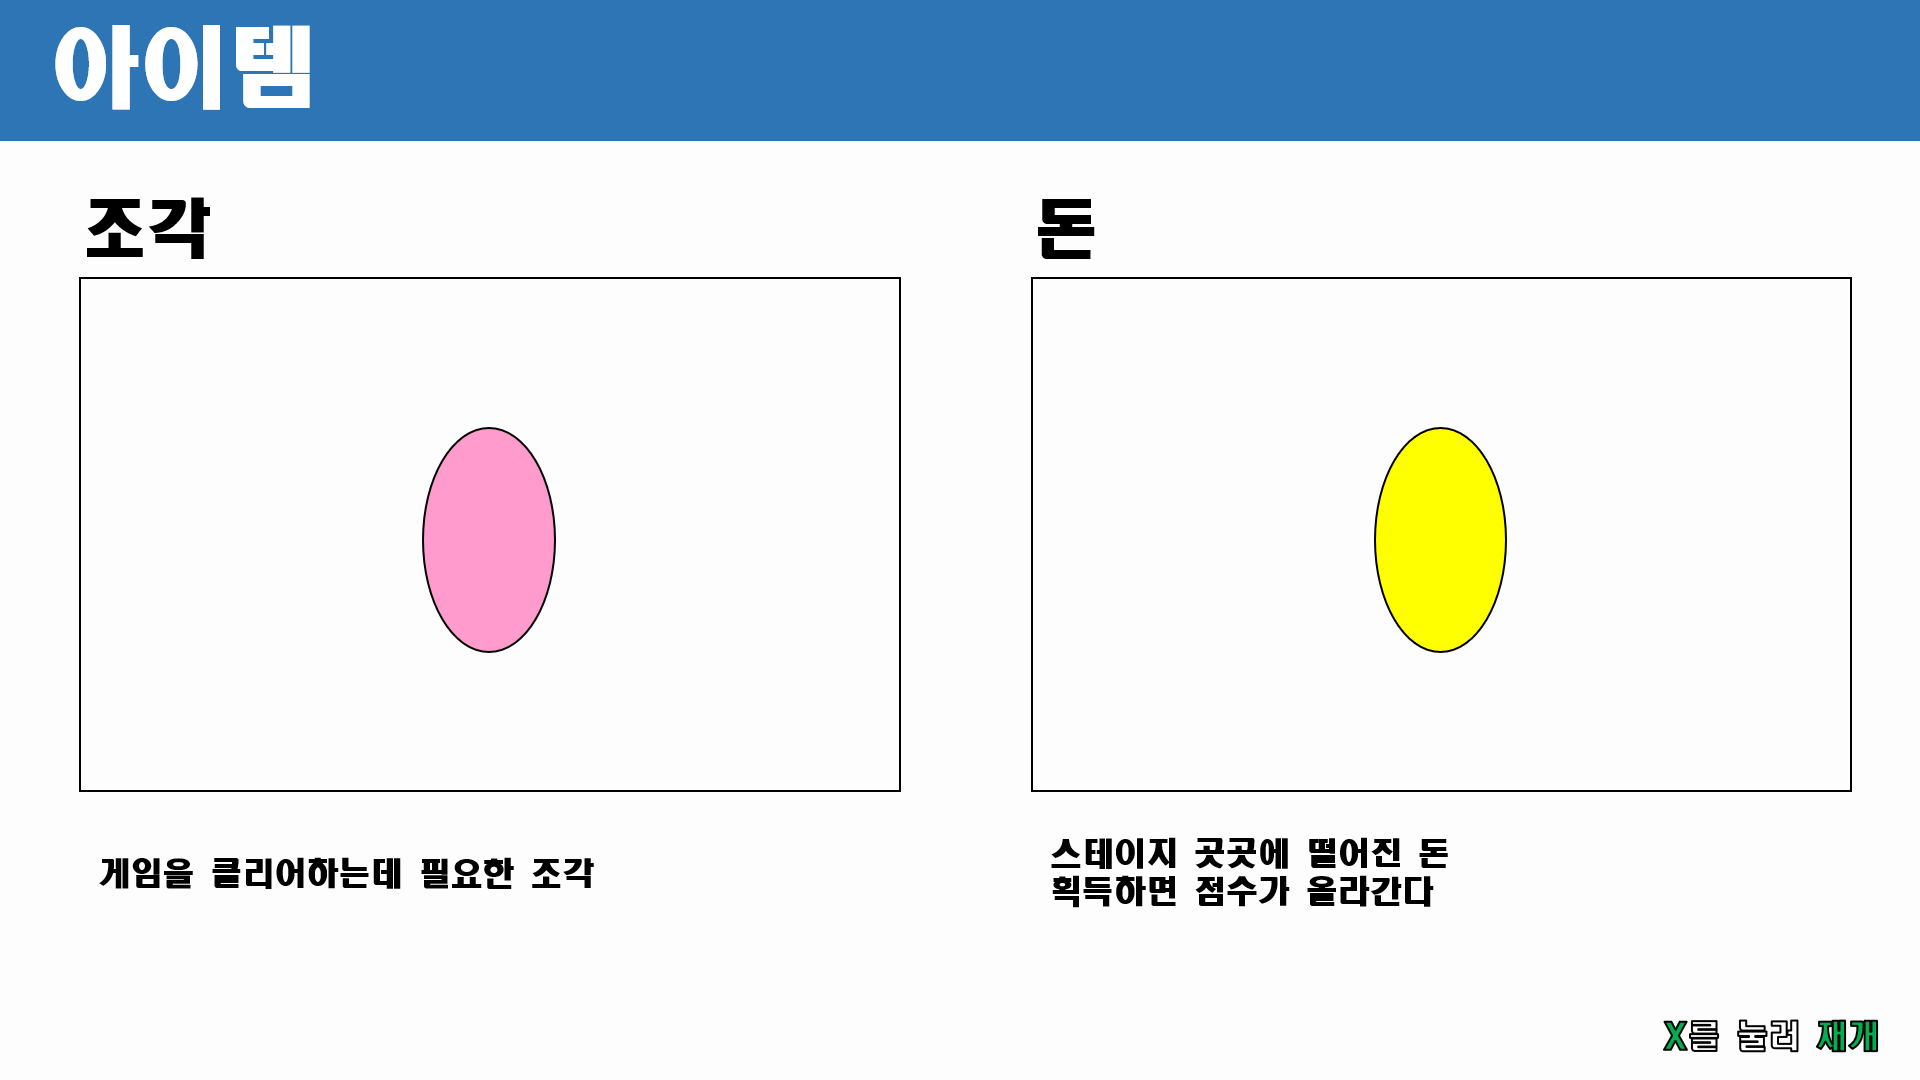 아이템
조각
돈
게임을 클리어하는데 필요한 조각
스테이지 곳곳에 떨어진 돈
획득하면 점수가 올라간다
X를 눌러 재개